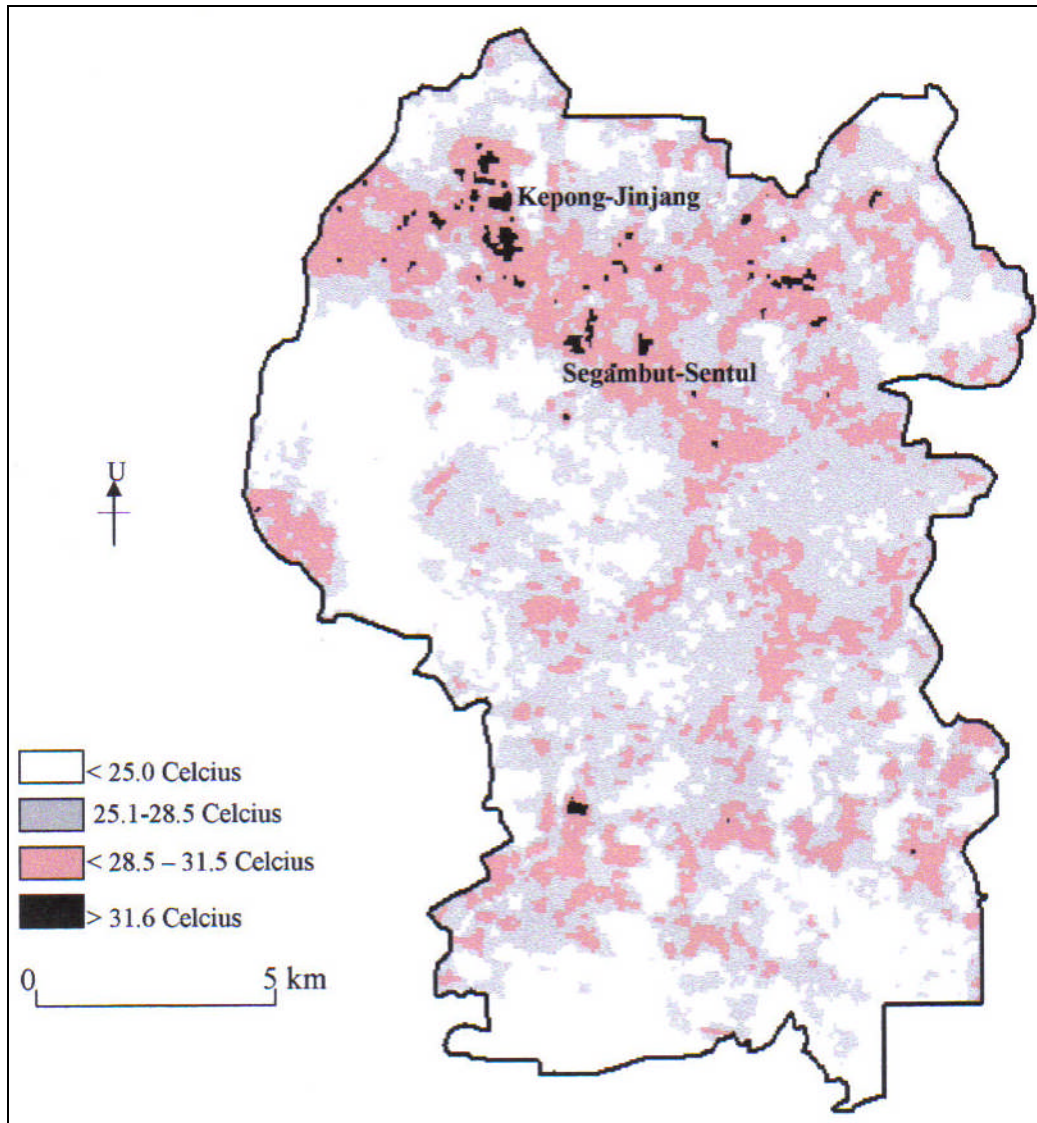 Kepong-Jinjang
Segambut-Sentul
U
< 25.0 Celcius
25.1-28.5 Celcius
< 28.5 – 31.5 Celcius
> 31.6 Celcius
0 5 km